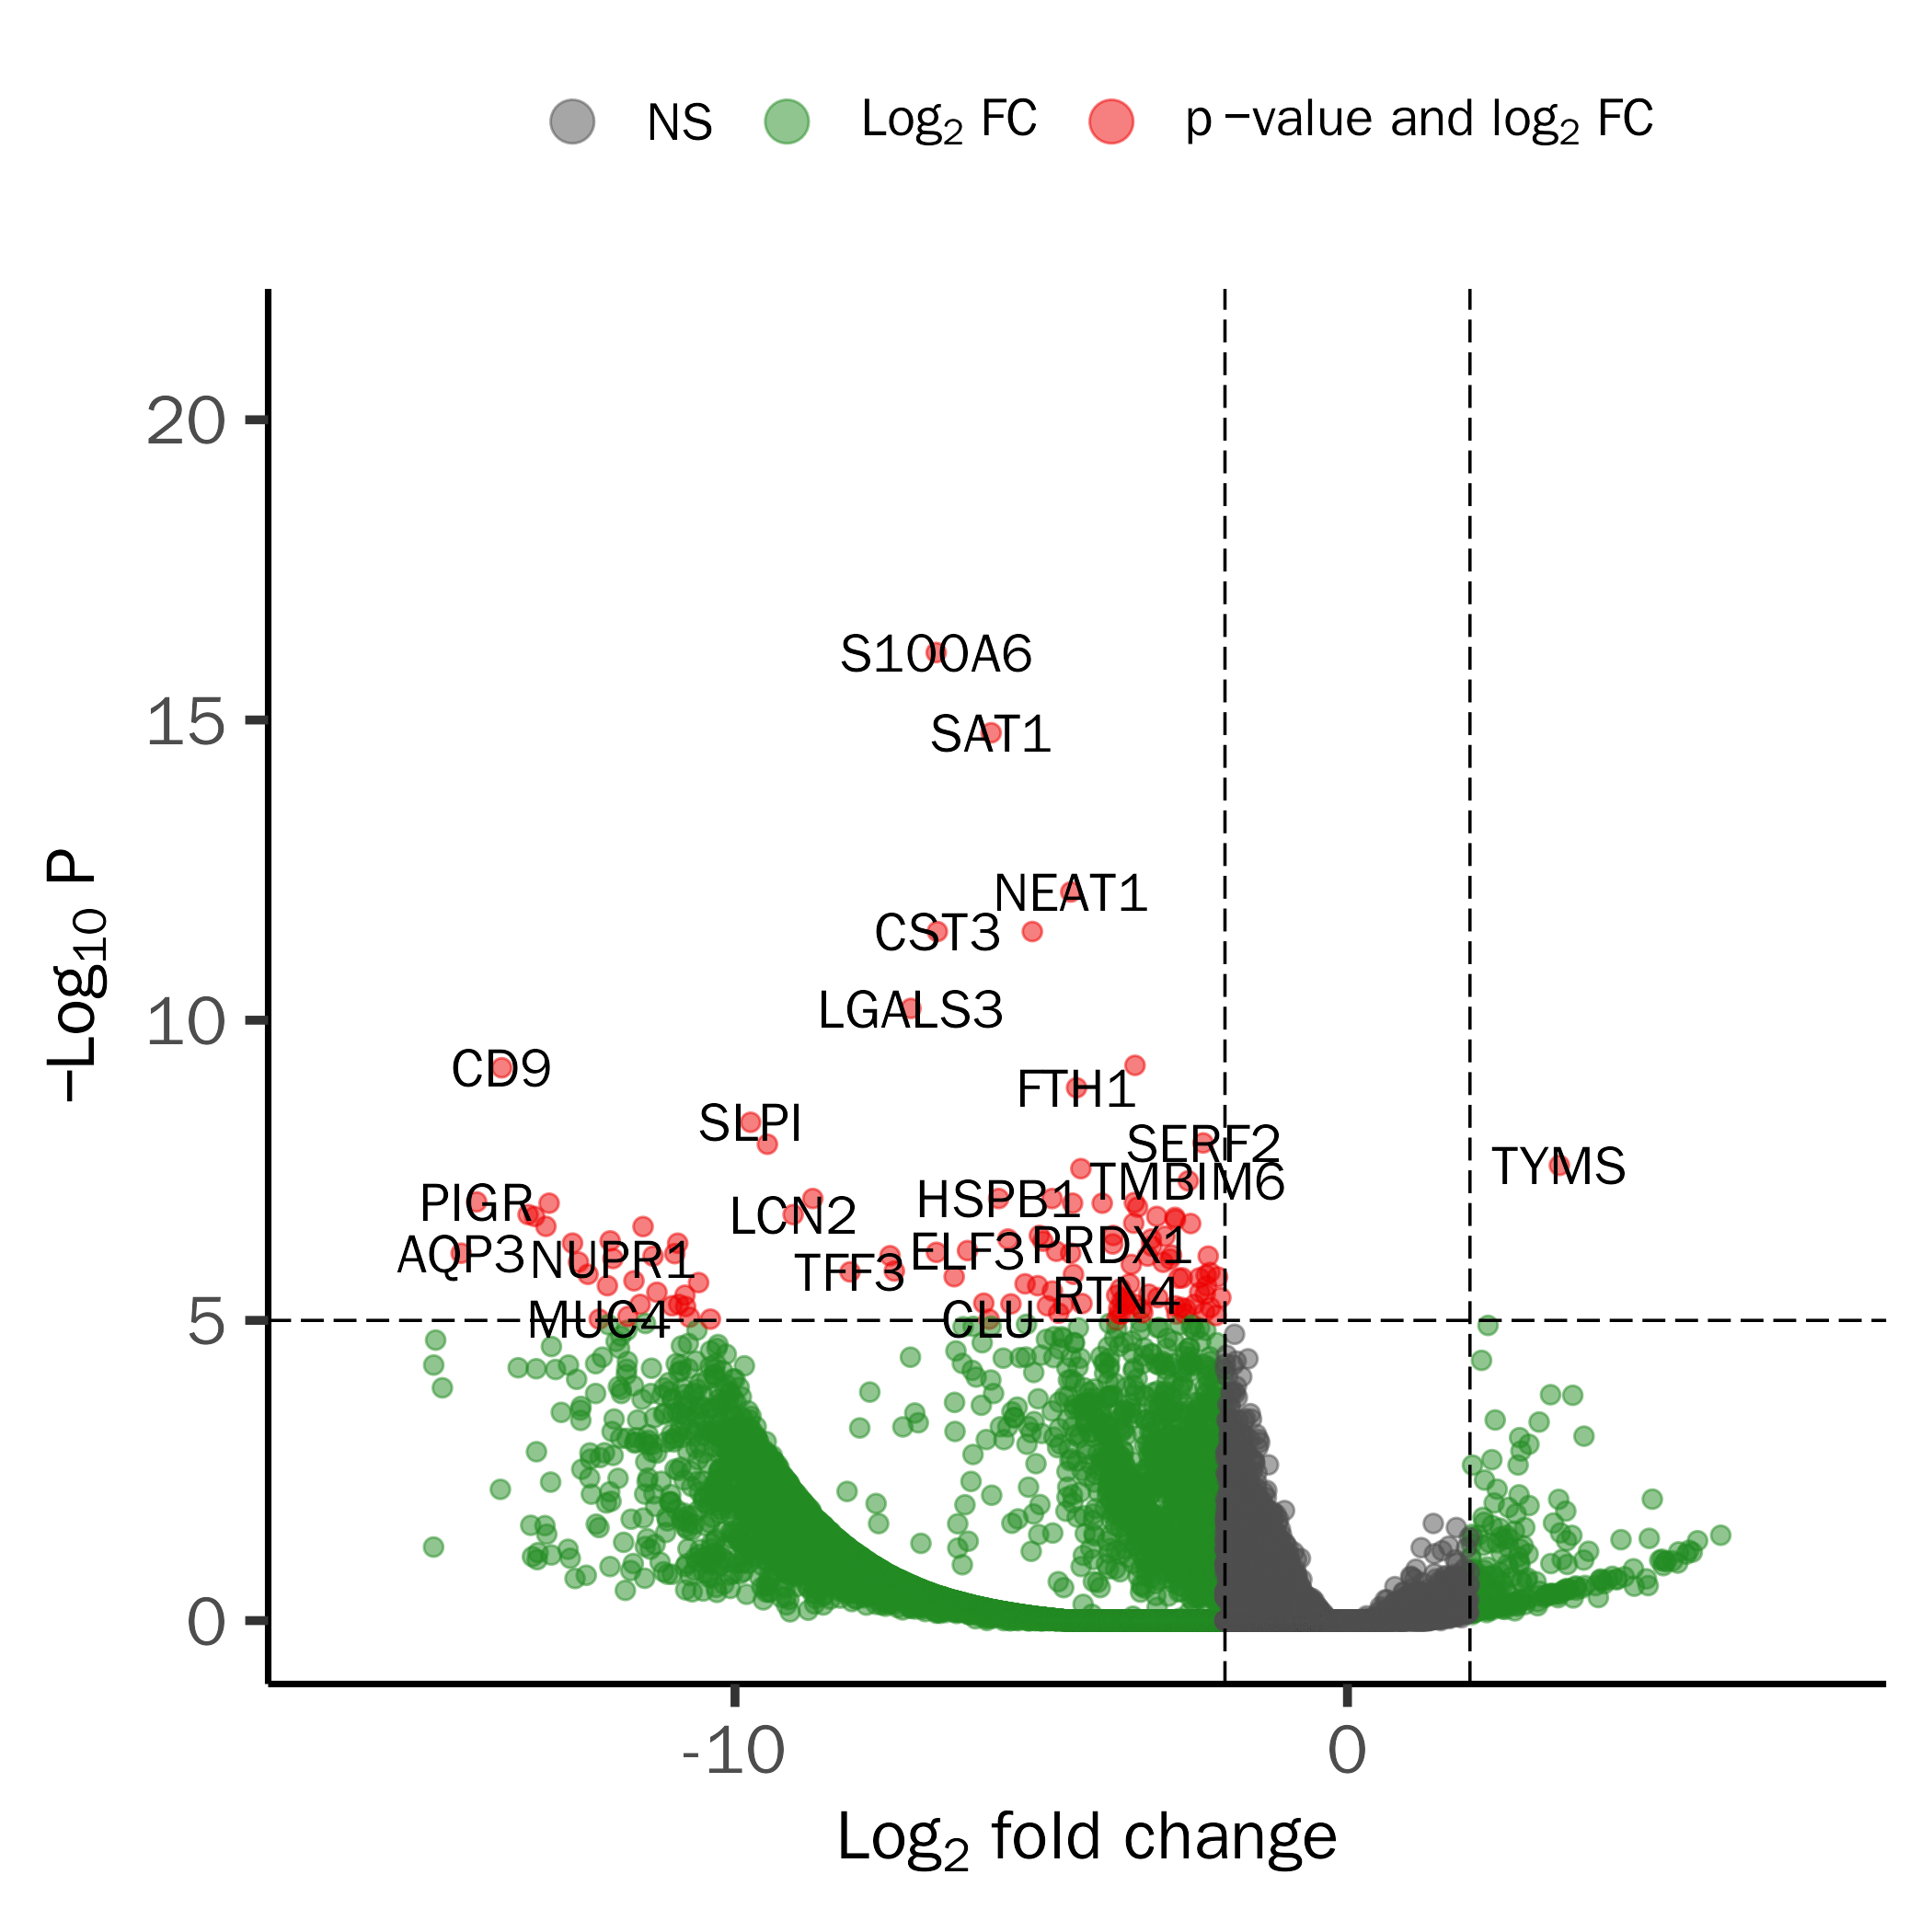 NS Log2 FC p –value and log2 FC
–Log10 P
20
15
10
5
0
S100A6
SAT1
NEAT1
CST3
LGALS3
CD9
FTH1
SLPI
SERF2
TYMS
TMBIM6
PIGR
HSPB1
LCN2
AQP3
NUPR1
TFF3
ELF3
PRDX1
RTN4
MUC4
CLU
-10 0
Log2 fold change